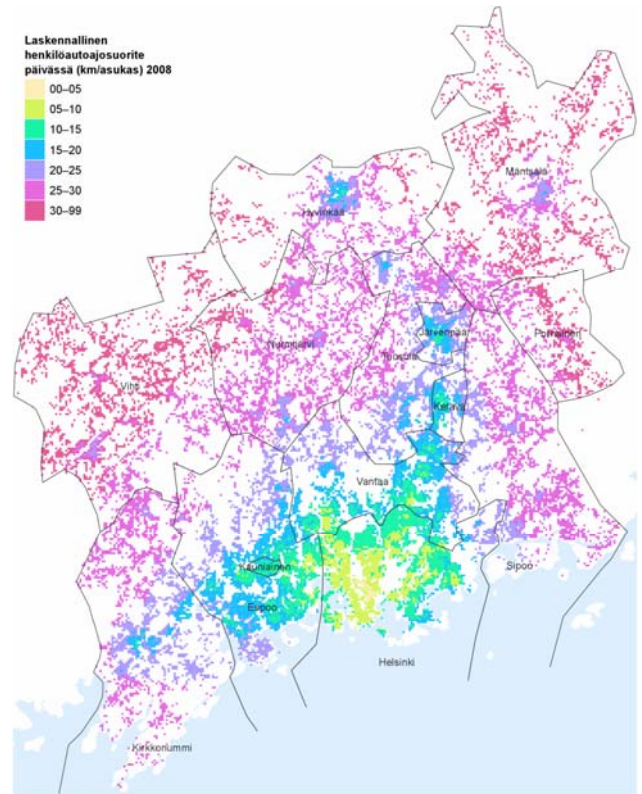 Laskennallinen
henkilöautoajosuorite
päivässä (km/asukas) 2008
00–05
05–10
10–15
15–20
20–25
25–30
30–99
Mäntsälä
Hyvinkää
Järvenpää
Pornainen
Nurmijärvi
Tuusula
Vihti
Kerava
Vantaa
Kauniainen
Sipoo
Espoo
Helsinki
Kirkkonummi